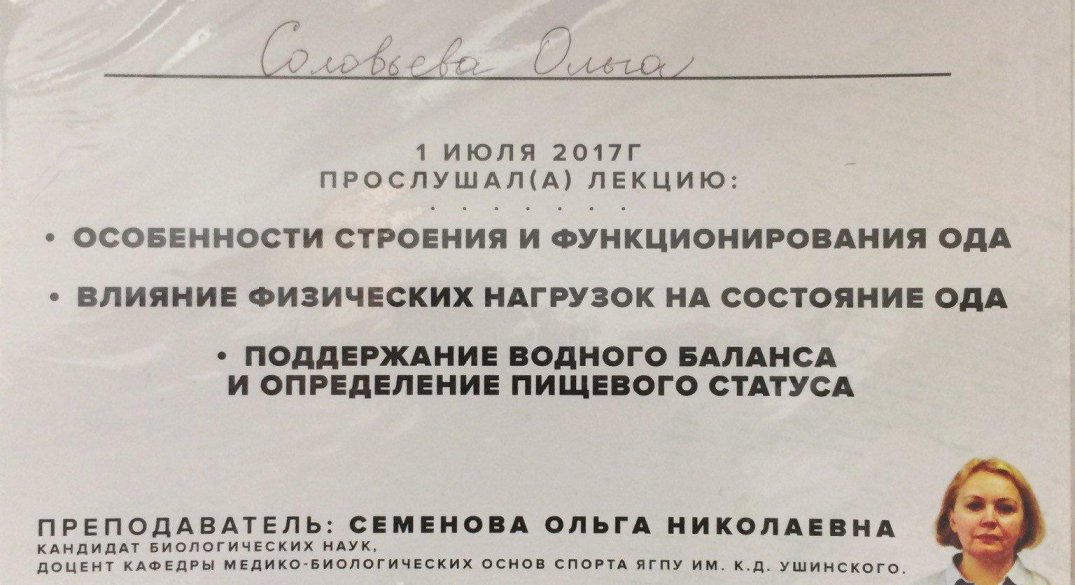 Соловьева Ольга
1 ИЮЛЯ 2017Г
ПРОСЛУШАЛ(А) ЛЕКЦИЮ:
• ОСОБЕННОСТИ СТРОЕНИЯ И ФУНКЦИОНИРОВАНИЯ ОДА
• ВЛИЯНИЕ ФИЗИЧЕСКИХ НАГРУЗОК НА СОСТОЯНИЕ ОДА
• ПОДДЕРЖАНИЕ ВОДНОГО БАЛАНСА
И ОПРЕДЕЛЕНИЕ ПИЩЕВОГО СТАТУСА
ПРЕПОДАВАТЕЛЬ: СЕМЕНОВА ОЛЬГА НИКОЛАЕВНА
КАНДИДАТ БИОЛОГИЧЕСКИХ НАУК,
ДОЦЕНТ КАФЕДРЫ МЕДИКО-БИОЛОГИЧЕСКИХ ОСНОВ СПОРТА ЯГПУ ИМ. К.Д. УШИНСКОГО.